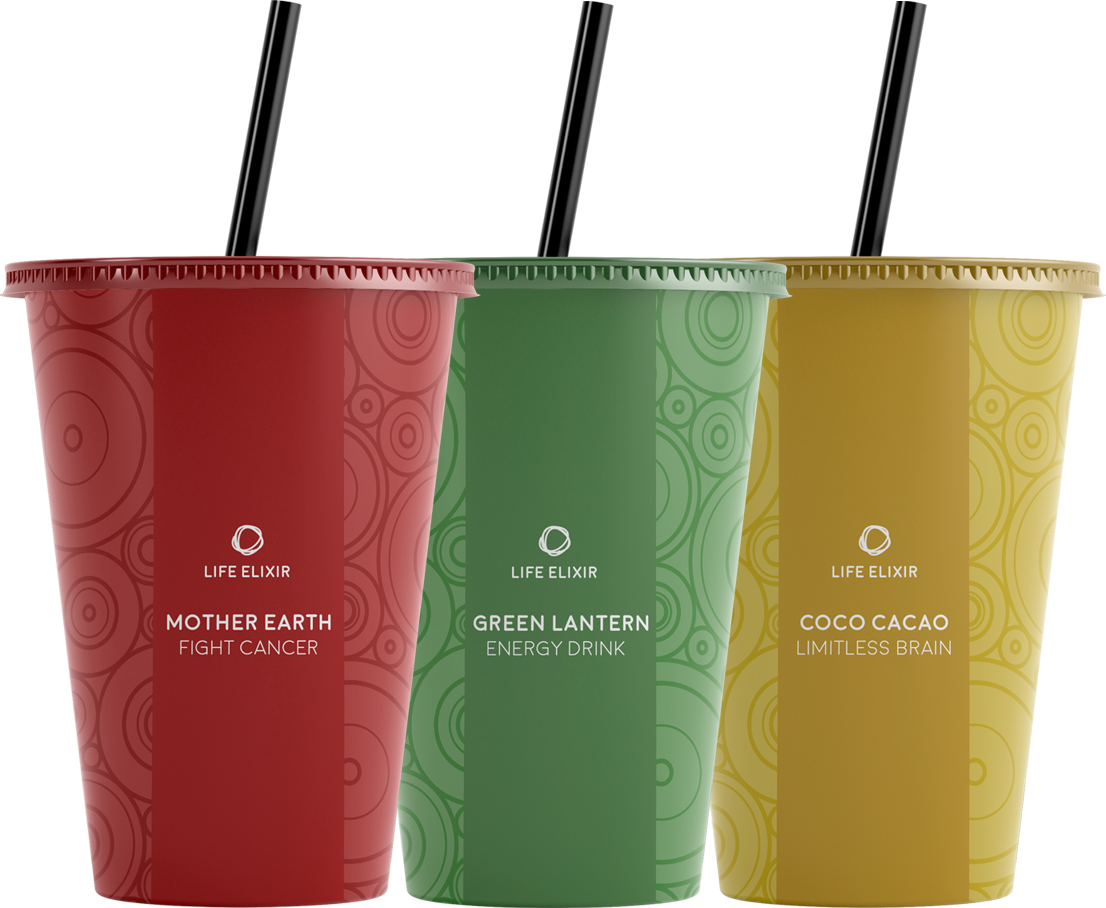 LIFE ELIXIR
MOTHER EARTH
FIGHT CANCER
LIFE ELIXIR
GREEN LANTERN
ENERGY DRINK
LIFE ELIXIR
COCO CACAO
LIMITLESS BRAIN